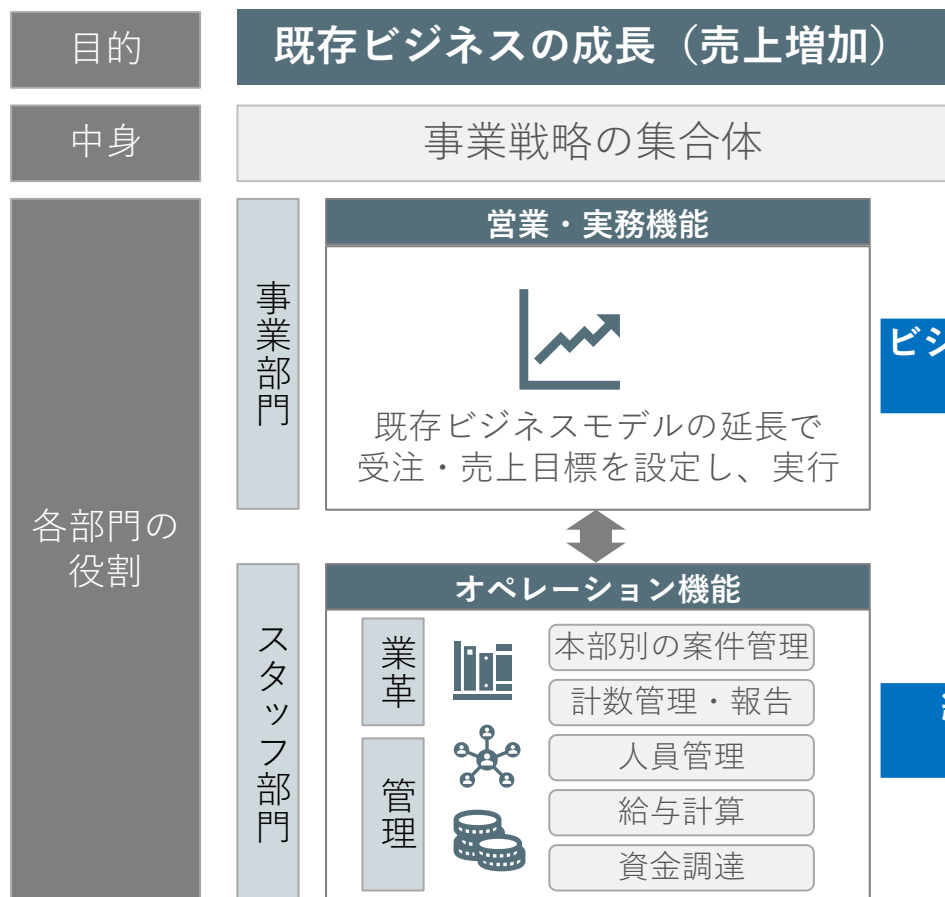 目的
既存ビジネスの成長（売上増加）
中身
事業戦略の集合体
各部門の
役割
事業部門
営業・実務機能
既存ビジネスモデルの延長で
受注・売上目標を設定し、実行
ビジ
スタッフ部門
オペレーション機能
業革
本部別の案件管理
計数管理・報告
管理
人員管理
給与計算
資金調達